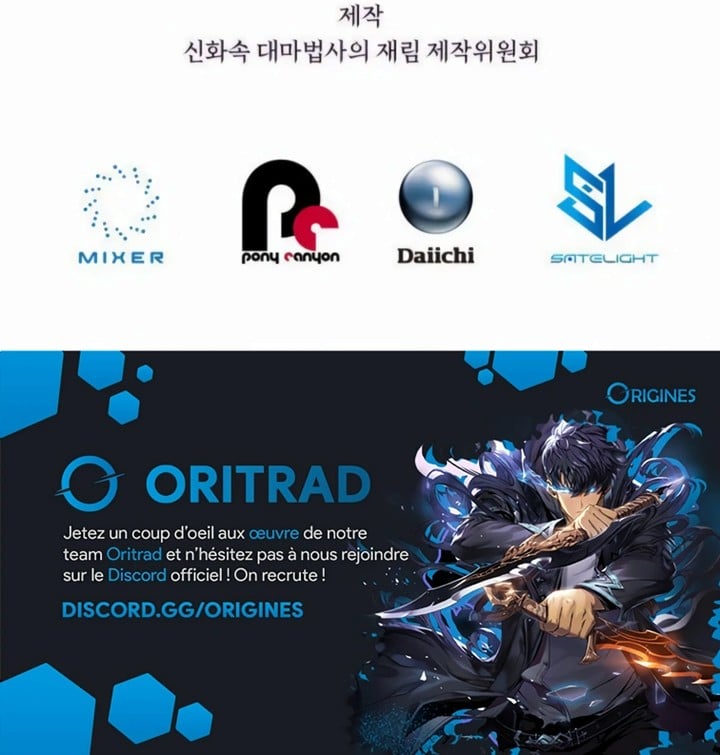 제작
신화속 대마법사의 재림 제작위원회
MIXER
pony canyon
Daiichi
SATELIGHT
ORIGINES
ORITRAD
Jetez un coup d'oeil aux œuvre de notre
team Oritrad et n'hésitez pas à nous rejoindre
sur le Discord officiel ! On recrute !
DISCORD.GG/ORIGINES